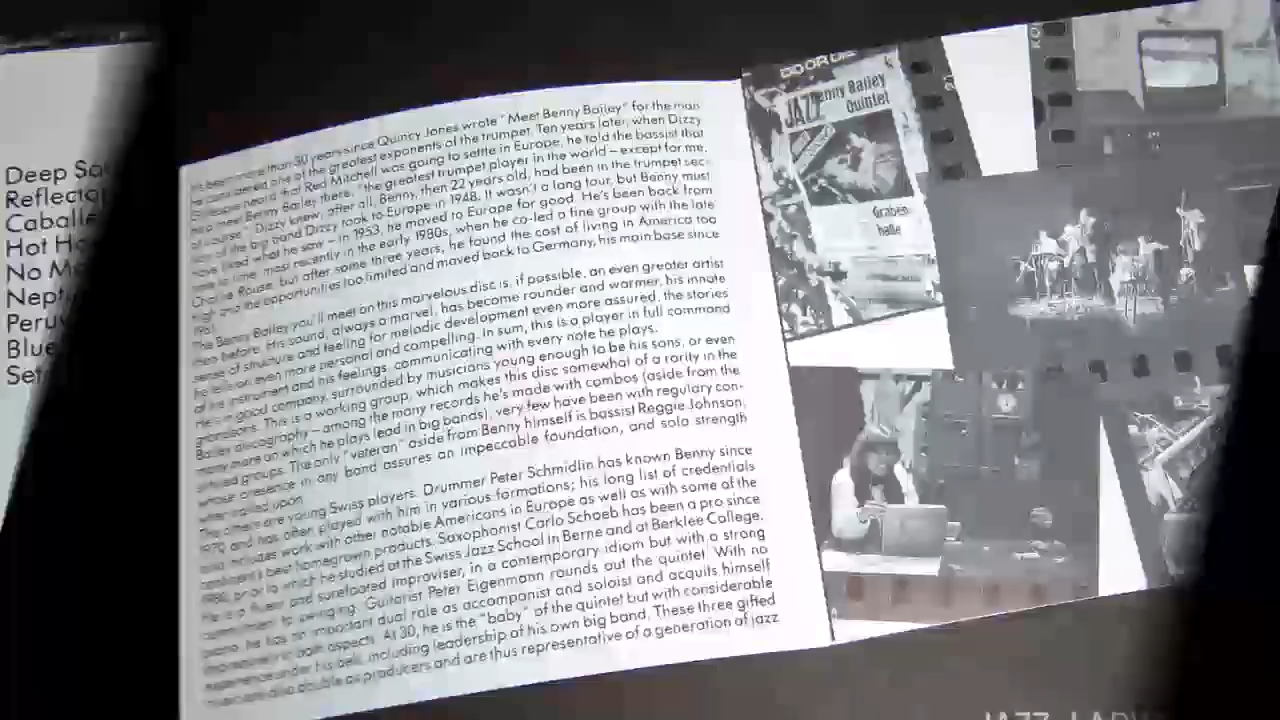 Deep
Reflecto
Caballe
Hot
No
Nept
Peru
Blue
It's been more than 30 years since Quincy Jones wrote "Meet Benny Bailey" for the man
he considered one of the greatest exponents of the trumpet. Ten years later, when Dizzy
Gillespie heard that Red Mitchell was going to settle in Europe, he told the bassist that
he'd meet Benny Bailey there, "the greatest trumpet player in the world – except for me,
of course." Dizzy knew, after all, Benny, then 22 years old, had been in the trumpet sec-
tion of the big band Dizzy took to Europe in 1948. It wasn't a long tour, but Benny must
have liked what he saw – in 1953, he moved to Europe for good. He's been back from
time to time, most recently in the early 1980s, when he co-led a fine group with the late
Charlie Rouse, but after some three years, he found the cost of living in America too
high and the opportunities too limited and moved back to Germany, his main base since
1961.
The Benny Bailey you'll meet on this marvelous disc is, if possible, an even greater artist
than before. His sound, always a marvel, has become rounder and warmer, his innate
sense of structure and feeling for melodic development even more assured, the stories
he tells on even more personal and compelling. In sum, this is a player in full command
of his instrument and his feelings, communicating with every note he plays.
He's in good company, surrounded by musicians young enough to be his sons, or even
grandsons. This is a working group, which makes this disc somewhat of a rarity in the
Bailey discography – among the many records he's made with combos (aside from the
many more on which he plays lead in big bands), very few have been with regulary con-
stituted groups. The only "veteran" aside from Benny himself is bassist Reggie Johnson,
whose presence in any band assures an impeccable foundation, and solo strength
when called upon.
The others are young Swiss players. Drummer Peter Schmidlin has known Benny since
1970 and has often played with him in various formations; his long list of credentials
also includes work with other notable Americans in Europe as well as with some of the
continent's best homegrown products. Saxophonist Carlo Schoeb has been a pro since
1986, prior to which he studied at the Swiss Jazz School in Berne and at Berklee College.
He is a fluent and surefooted improviser, in a contemporary idiom but with a strong
commitment to swinging. Guitarist Peter Eigenmann rounds out the quintet. With no
piano, he has an important dual role as accompanist and soloist and acquits himself
impressively in both aspects. At 30, he is the "baby" of the quintet but with considerable
experience under his belt, including leadership of his own big band. These three gifted
also double as producers and are thus representative of a generation of jazz
JAZZ
Benny Bailey
Quintet
Graben
halle
JAZZ